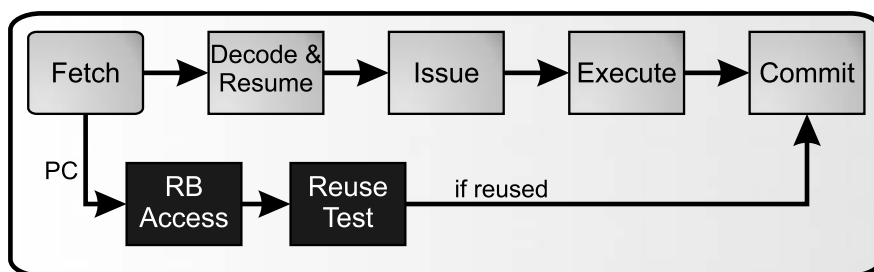 Fetch
Decode &
Resume
Issue
Execute
Commit
PC
RB
Access
Reuse
Test
if reused